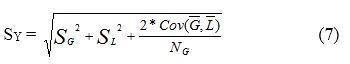 S_Y = √(S_G² + S_L² + (2 * Cov(G̅, L̅)) / N_G) (7)